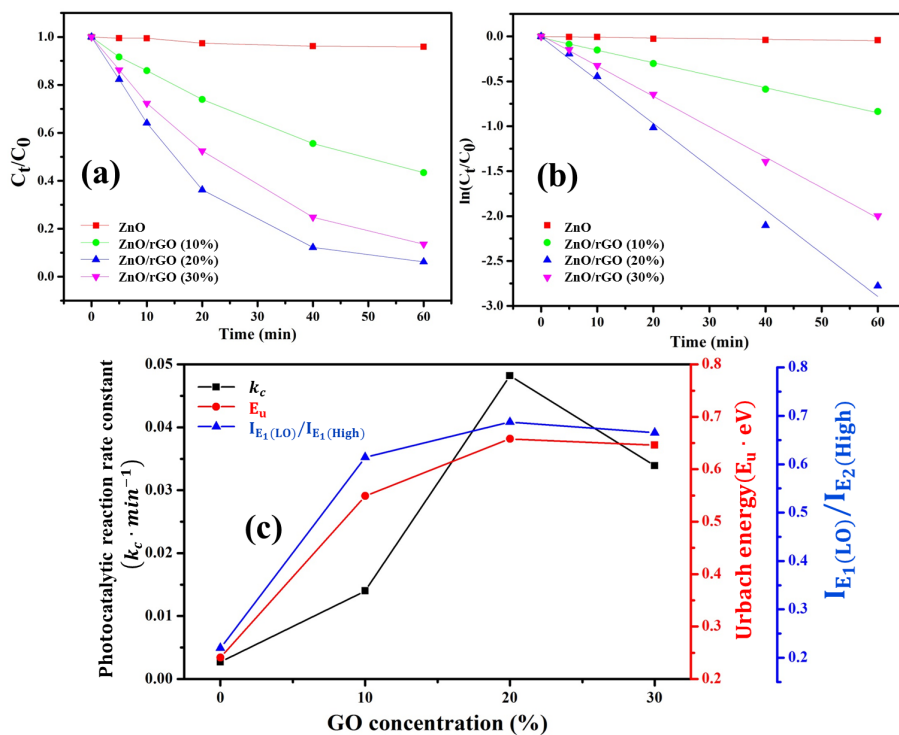 (a)
C_t/C_0
1.0
0.8
0.6
0.4
0.2
0.0
ZnO
ZnO/rGO (10%)
ZnO/rGO (20%)
ZnO/rGO (30%)
0 10 20 30 40 50 60
Time (min)
(b)
ln(C_t/C_0)
0.0
-0.5
-1.0
-1.5
-2.0
-2.5
-3.0
ZnO
ZnO/rGO (10%)
ZnO/rGO (20%)
ZnO/rGO (30%)
0 10 20 30 40 50 60
Time (min)
(c)
Photocatalytic reaction rate constant
(k_c · min⁻¹)
0.05
0.04
0.03
0.02
0.01
0.00
k_c
E_u
I_E₁(LO)/I_E₁(High)
0 10 20 30
GO concentration (%)
0.8
0.7
0.6
0.5
0.4
0.3
0.2
Urbach energy(E_u · eV)
0.8
0.7
0.6
0.5
0.4
0.3
0.2
I_E₁(LO)/I_E₂(High)